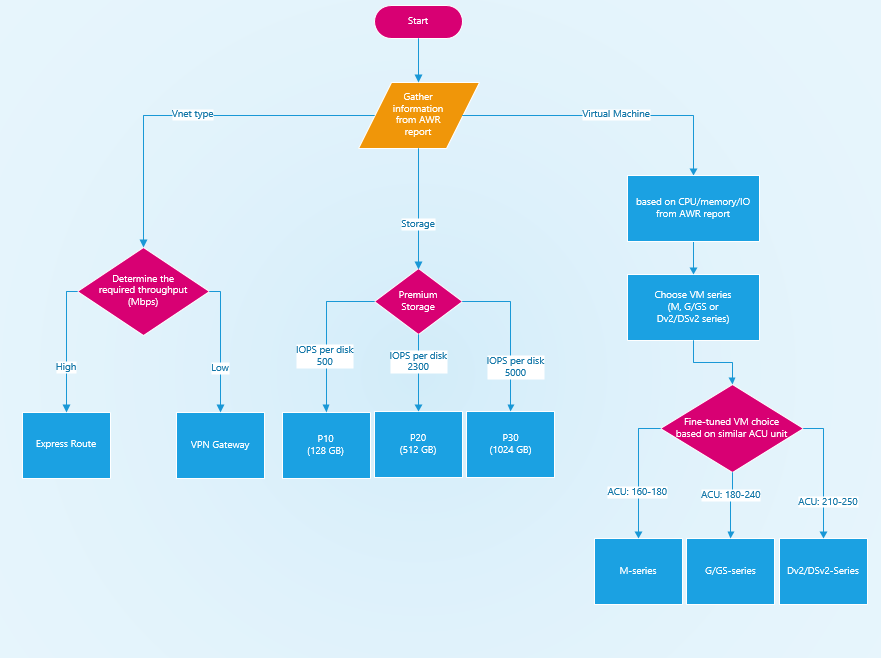 Start
Gather
information
from AWR
report
Vnet type
Virtual Machine
Storage
based on CPU/memory/IO
from AWR report
Determine the
required throughput
(Mbps)
Premium
Storage
Choose VM series
(M, G/GS or
Dv2/DSv2 series)
High
Low
IOPS per disk
500
IOPS per disk
2300
IOPS per disk
5000
Express Route
VPN Gateway
P10
(128 GB)
P20
(512 GB)
P30
(1024 GB)
Fine-tuned VM choice
based on similar ACU unit
ACU: 160-180
ACU: 180-240
ACU: 210-250
M-series
G/GS-series
Dv2/DSv2-Series